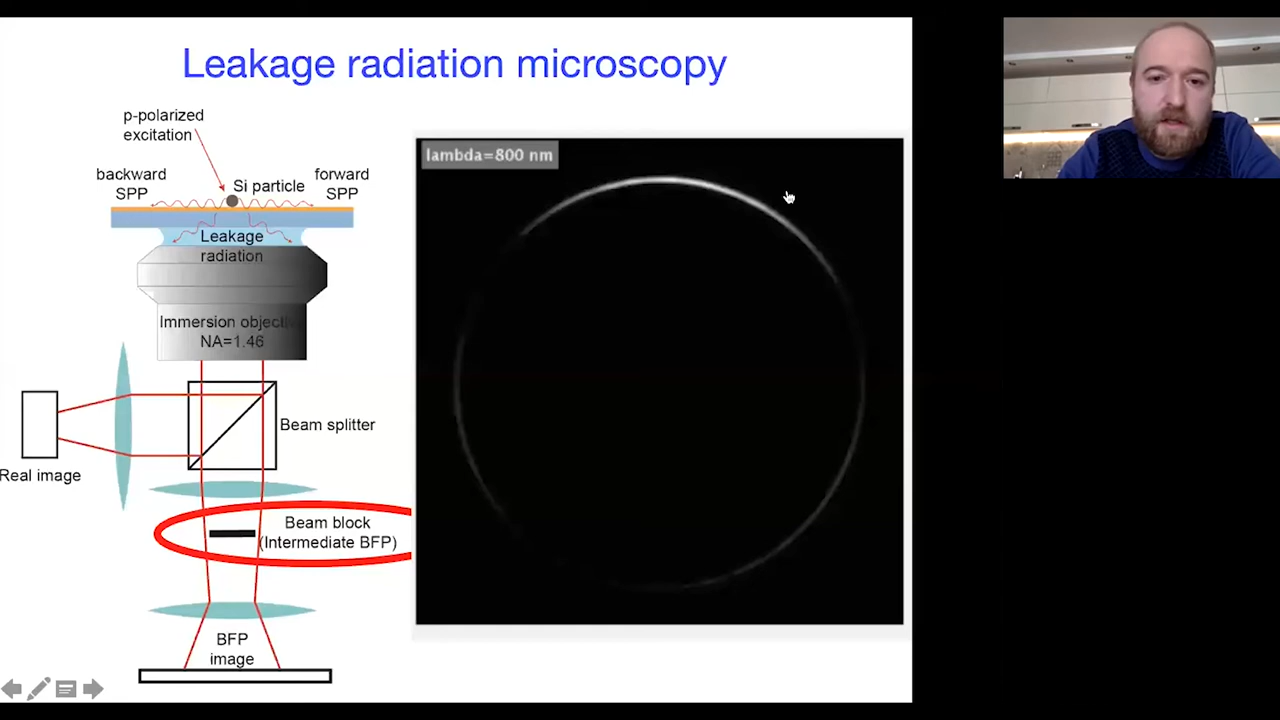 Leakage radiation microscopy
p-polarized
excitation
backward
SPP
Si particle
forward
SPP
Leakage
radiation
Immersion objecti
NA=1.46
Beam splitter
Real image
Beam block
(Intermediate BFP)
BFP
image
lambda=800 nm